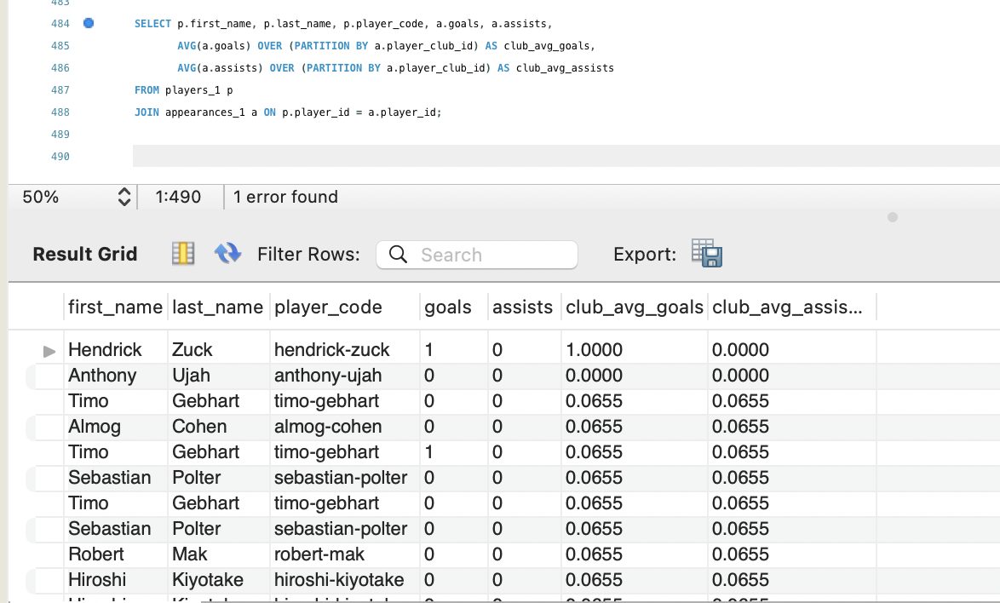 483
484 SELECT p.first_name, p.last_name, p.player_code, a.goals, a.assists,
485 AVG(a.goals) OVER (PARTITION BY a.player_club_id) AS club_avg_goals,
486 AVG(a.assists) OVER (PARTITION BY a.player_club_id) AS club_avg_assists
487 FROM players_1 p
488 JOIN appearances_1 a ON p.player_id = a.player_id;
489
490
50% 1:490 1 error found
Result Grid Filter Rows: Search Export:
first_name last_name player_code goals assists club_avg_goals club_avg_assis...
Hendrick Zuck hendrick-zuck 1 0 1.0000 0.0000
Anthony Ujah anthony-ujah 0 0 0.0000 0.0000
Timo Gebhart timo-gebhart 0 0 0.0655 0.0655
Almog Cohen almog-cohen 0 0 0.0655 0.0655
Timo Gebhart timo-gebhart 1 0 0.0655 0.0655
Sebastian Polter sebastian-polter 0 0 0.0655 0.0655
Timo Gebhart timo-gebhart 0 0 0.0655 0.0655
Sebastian Polter sebastian-polter 0 0 0.0655 0.0655
Robert Mak robert-mak 0 0 0.0655 0.0655
Hiroshi Kiyotake hiroshi-kiyotake 0 0 0.0655 0.0655